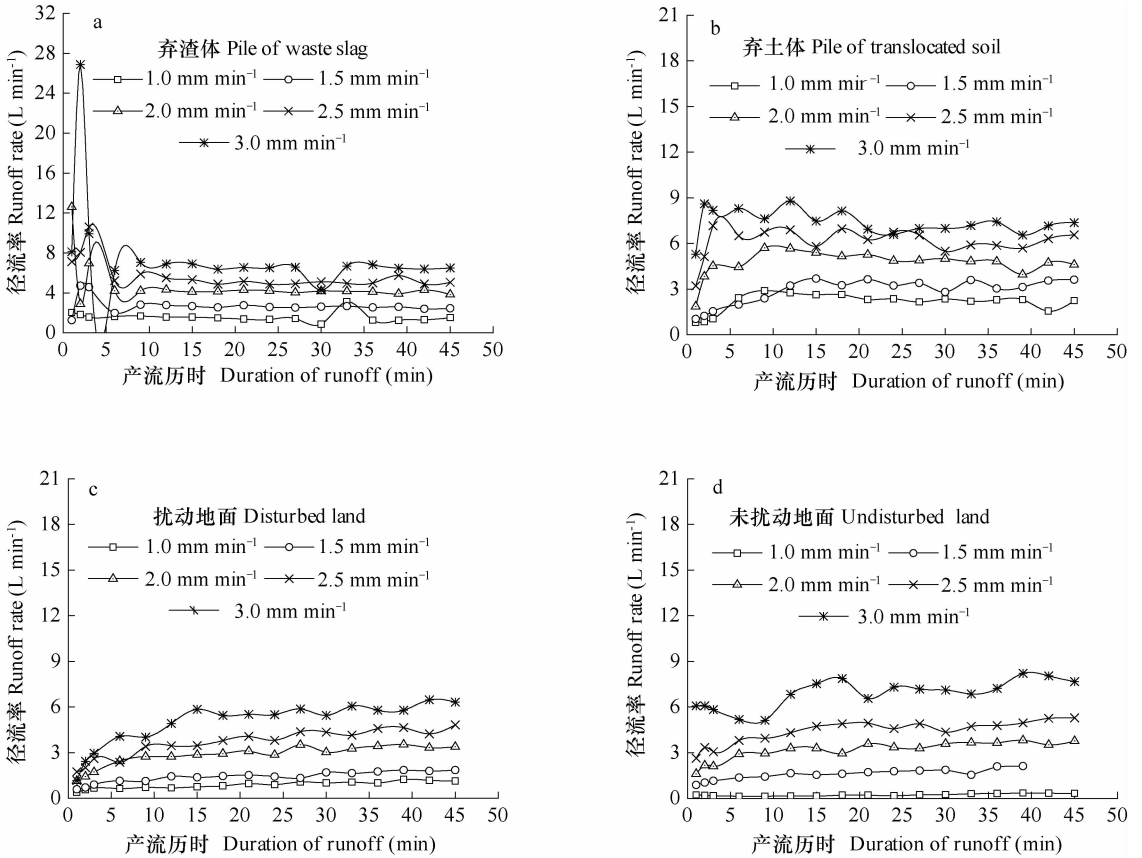 a
弃渣体 Pile of waste slag
1.0 mm min⁻¹ 1.5 mm min⁻¹
2.0 mm min⁻¹ 2.5 mm min⁻¹
3.0 mm min⁻¹
径流率 Runoff rate (L min⁻¹)
32
28
24
20
16
12
8
4
0
0 5 10 15 20 25 30 35 40 45 50
产流历时 Duration of runoff (min)
b
弃土体 Pile of translocated soil
1.0 mm mir⁻¹ 1.5 mm min⁻¹
2.0 mm min⁻¹ 2.5 mm min⁻¹
3.0 mm min⁻¹
径流率 Runoff rate (L min⁻¹)
21
18
15
12
9
6
3
0
0 5 10 15 20 25 30 35 40 45 50
产流历时 Duration of runoff (min)
c
扰动地面 Disturbed land
1.0 mm min⁻¹ 1.5 mm min⁻¹
2.0 mm min⁻¹ 2.5 mm min⁻¹
3.0 mm min⁻¹
径流率 Runoff rate (L min⁻¹)
21
18
15
12
9
6
3
0
0 5 10 15 20 25 30 35 40 45 50
产流历时 Duration of runoff (min)
d
未扰动地面 Undisturbed land
1.0 mm min⁻¹ 1.5 mm min⁻¹
2.0 mm min⁻¹ 2.5 mm min⁻¹
3.0 mm min⁻¹
径流率 Runoff rate (L min⁻¹)
21
18
15
12
9
6
3
0
0 5 10 15 20 25 30 35 40 45 50
产流历时 Duration of runoff (min)